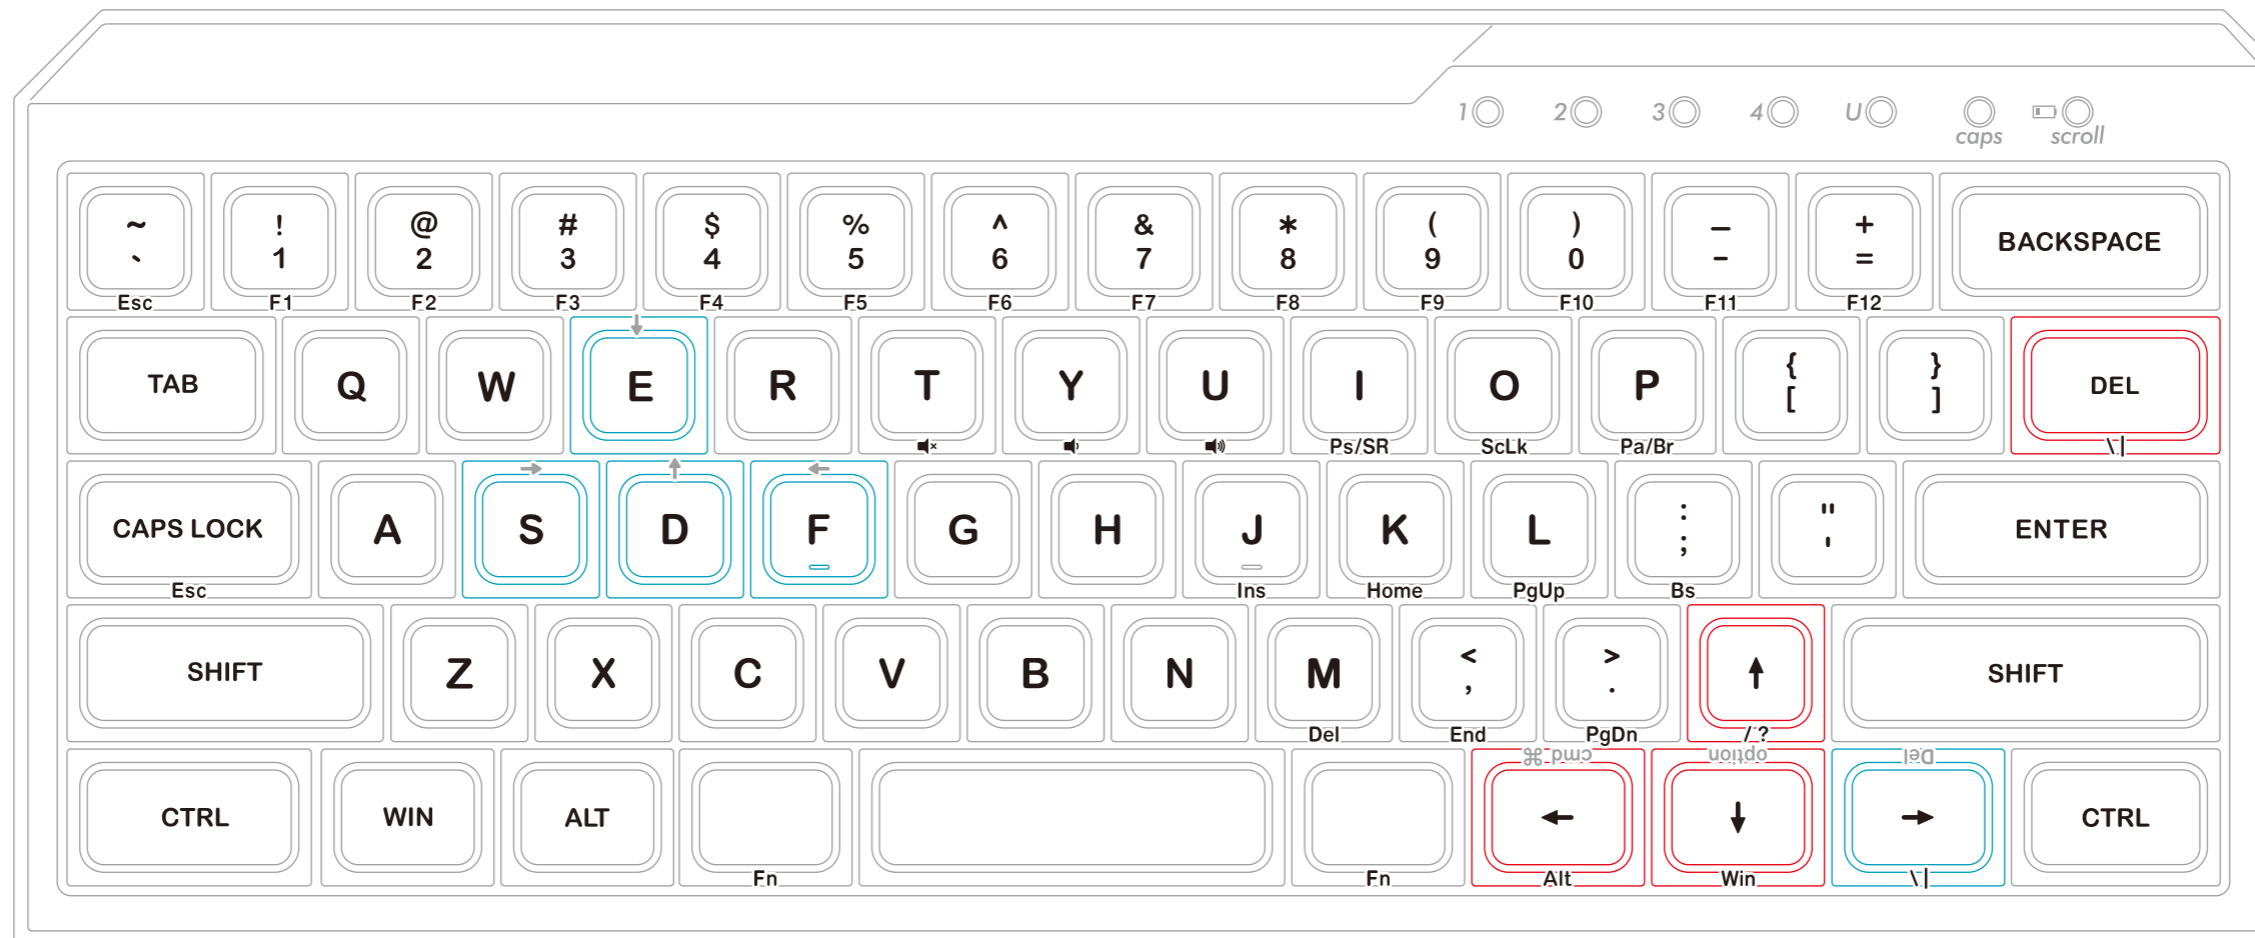 1 2 3 4 U
caps scroll
~ ! @ # $ % ^ & * ( ) _ +
` 1 2 3 4 5 6 7 8 9 0 - = BACKSPACE
Esc F1 F2 F3 F4 F5 F6 F7 F8 F9 F10 F11 F12
TAB Q W E R T Y U I O P { [ } ] DEL
Ps/SR ScLk Pa/Br \|
CAPS LOCK A S D F G H J K L : ; " ' ENTER
Esc Ins Home PgUp Bs
SHIFT Z X C V B N M < , > . ↑ SHIFT
Del End PgDn / ?
cmd ⌘ option Del
CTRL WIN ALT ← ↓ → CTRL
Fn Fn Alt Win \|